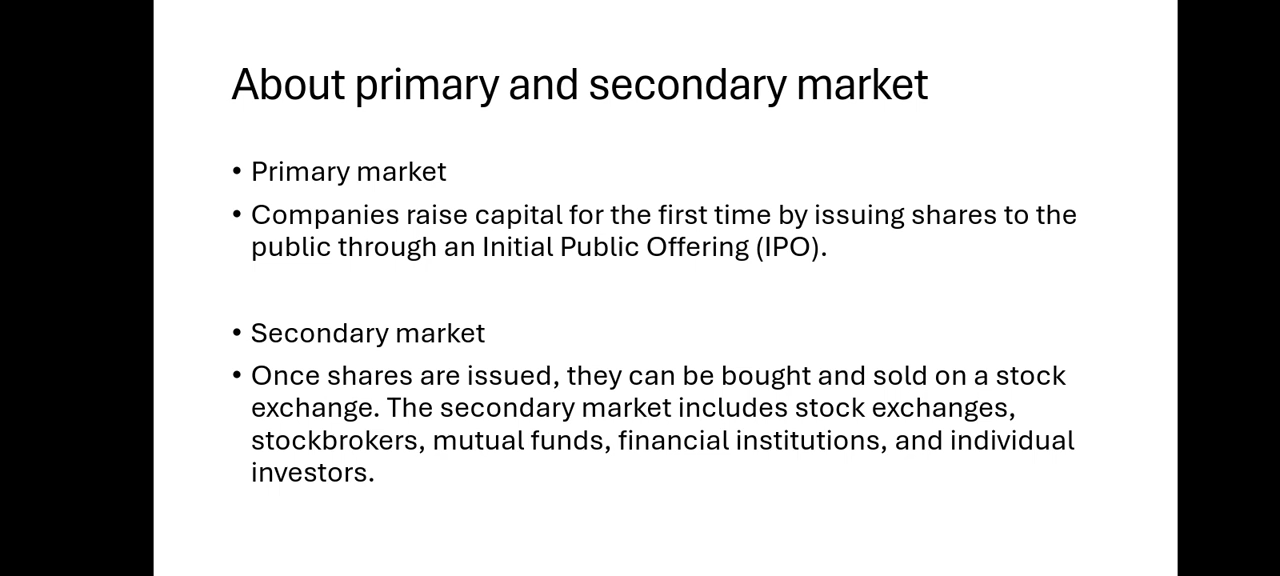 About primary and secondary market
• Primary market
• Companies raise capital for the first time by issuing shares to the
public through an Initial Public Offering (IPO).
• Secondary market
• Once shares are issued, they can be bought and sold on a stock
exchange. The secondary market includes stock exchanges,
stockbrokers, mutual funds, financial institutions, and individual
investors.